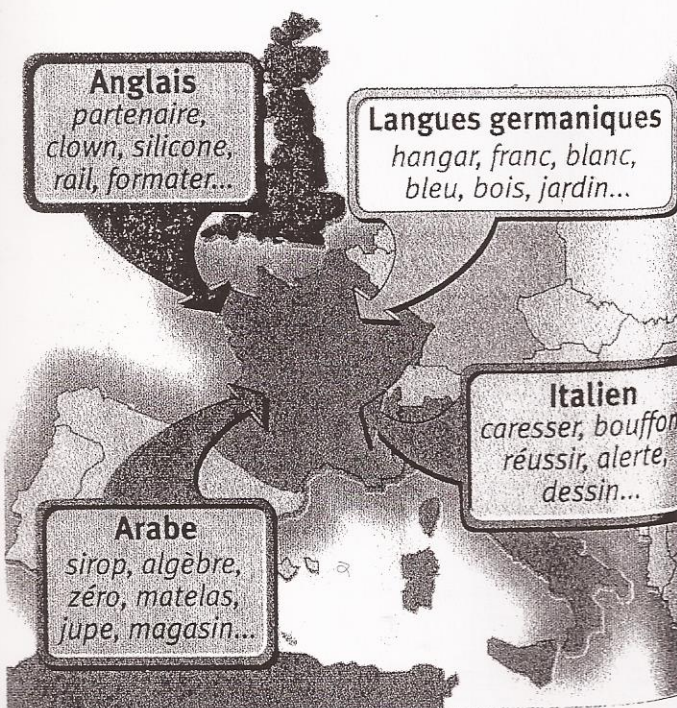 Anglais
partenaire,
clown, silicone,
rail, formater...
Langues germaniques
hangar, franc, blanc,
bleu, bois, jardin...
Italien
caresser, bouffon
réussir, alerte,
dessin...
Arabe
sirop, algèbre,
zéro, matelas,
jupe, magasin...